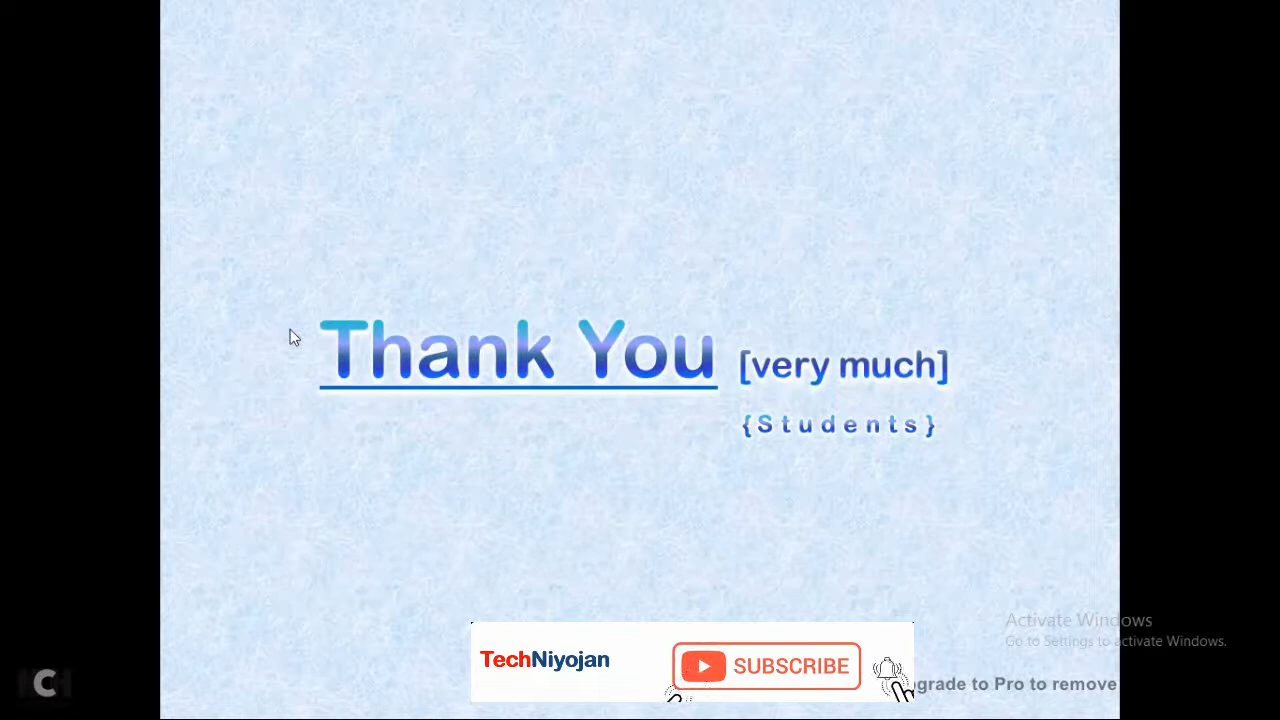 Thank You [very much]
{Students}
Activate Windows
Go to Settings to activate Windows.
TechNiyojan
SUBSCRIBE
grade to Pro to remove